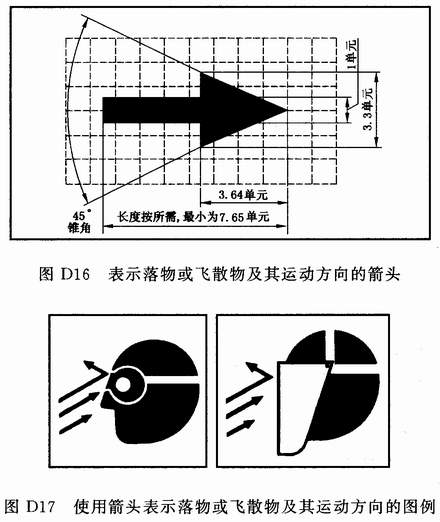 1单元
3.3单元
3.64单元
45°
锥角
长度按所需,最小为7.65单元
图 D16 表示落物或飞散物及其运动方向的箭头
图 D17 使用箭头表示落物或飞散物及其运动方向的图例